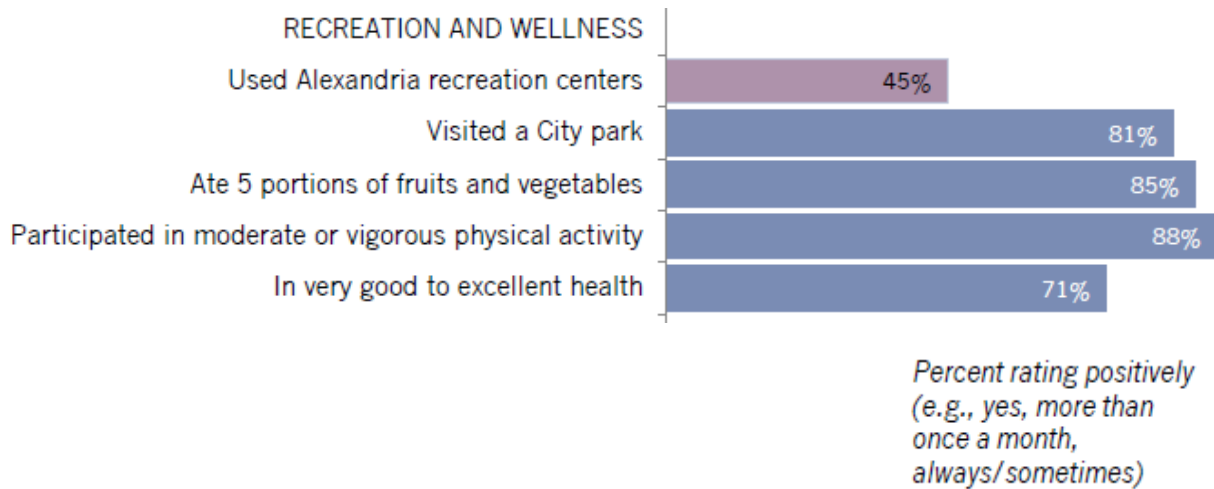 RECREATION AND WELLNESS
Used Alexandria recreation centers 45%
Visited a City park 81%
Ate 5 portions of fruits and vegetables 85%
Participated in moderate or vigorous physical activity 88%
In very good to excellent health 71%
Percent rating positively
(e.g., yes, more than
once a month,
always/sometimes)